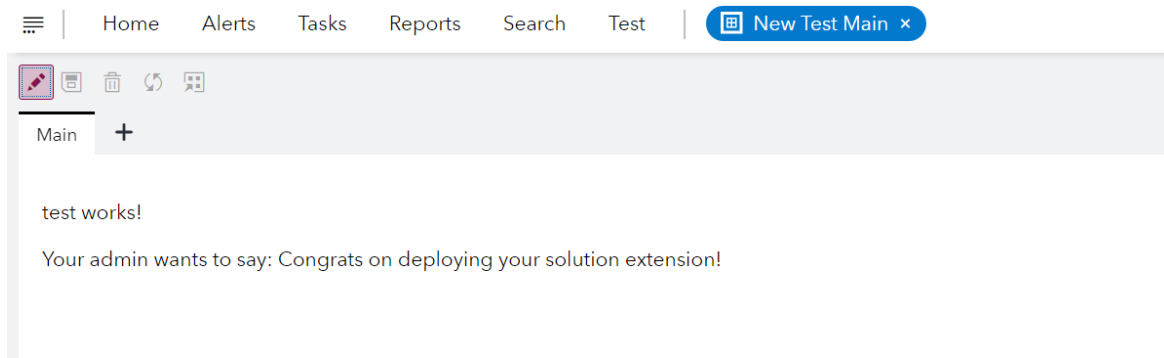 Home Alerts Tasks Reports Search Test New Test Main ×
Main +
test works!
Your admin wants to say: Congrats on deploying your solution extension!